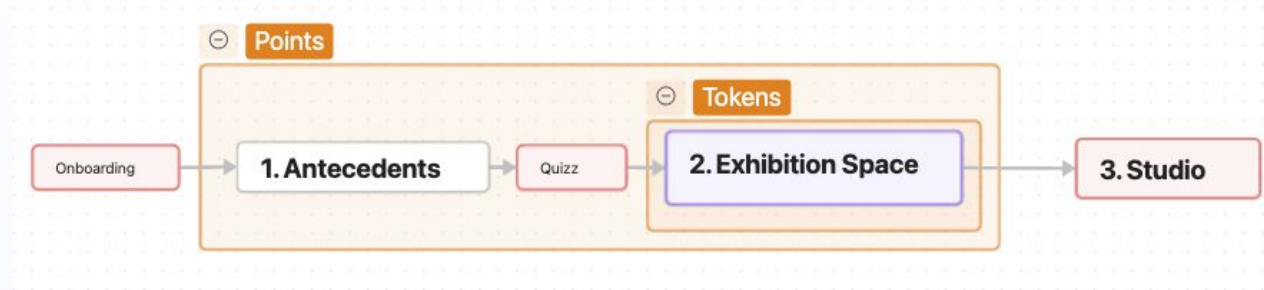 Points
Tokens
Onboarding
1. Antecedents
Quizz
2. Exhibition Space
3. Studio